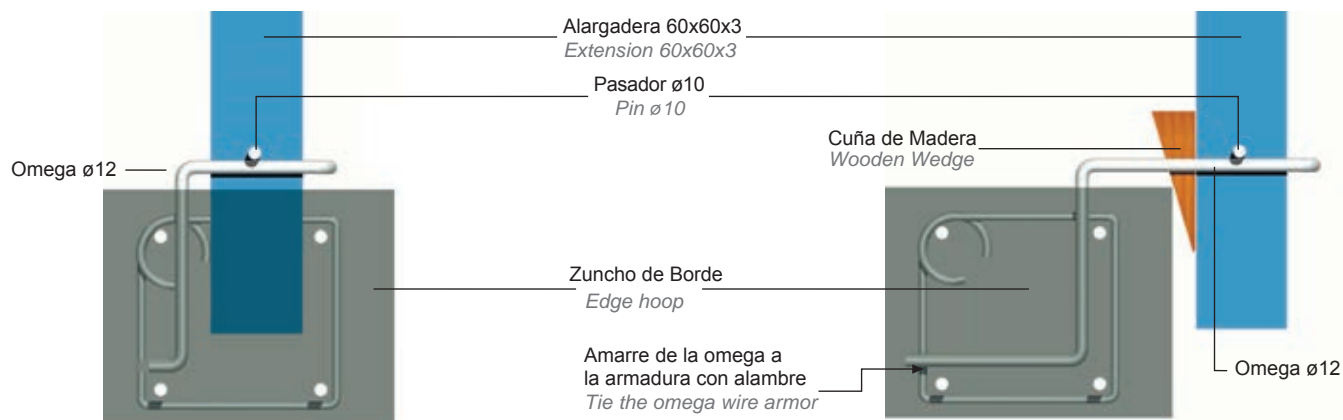 Alargadera 60x60x3
Extension 60x60x3
Pasador ø10
Pin ø10
Cuña de Madera
Wooden Wedge
Omega ø12
Zuncho de Borde
Edge hoop
Amarre de la omega a
la armadura con alambre
Tie the omega wire armor
Omega ø12